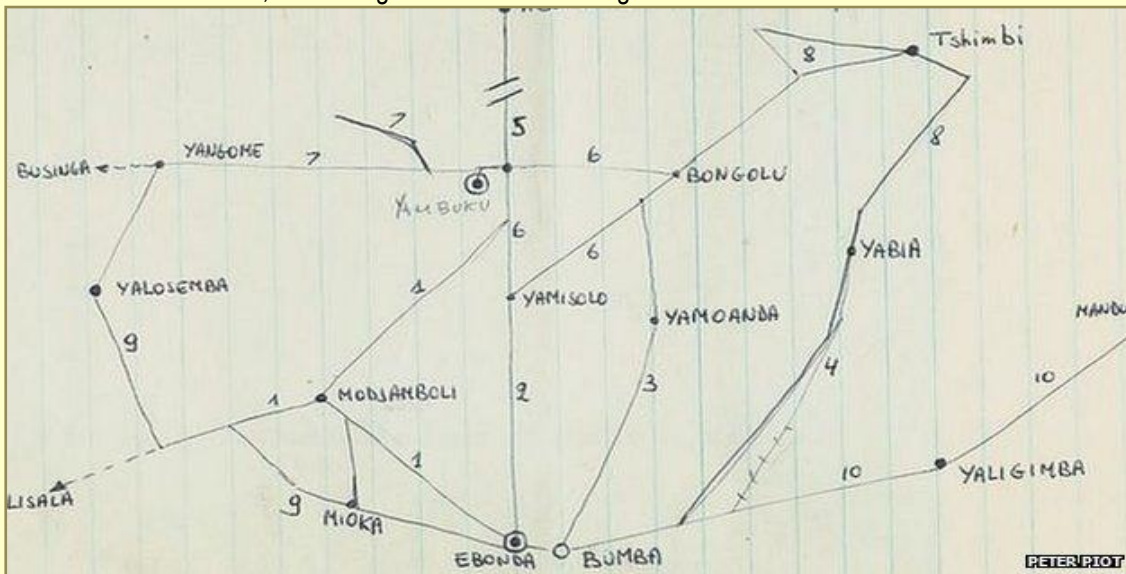 Tshimbi
8
5
8
7
YANGOME
6
BUSINGA
7
BONGOLU
YAMBUKU
6
YABIA
6
1
YALOSEMBA
YAMISOLO
YAMOANDA
9
4
3
2
10
1
MODJAMBOLI
1
10
YALIGIMBA
LISALA
9
MIOKA
EBONDA
BUMBA
PETER PIOT